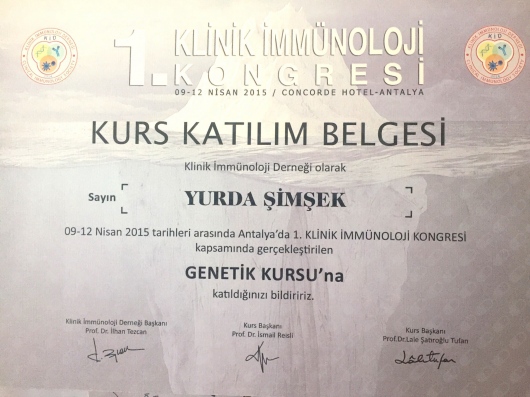 KİD
KİD
1. KLİNİK İMMÜNOLOJİ
KONGRESİ
09-12 NİSAN 2015 / CONCORDE HOTEL-ANTALYA
KURS KATILIM BELGESİ
Klinik İmmünoloji Derneği olarak
Sayın YURDA ŞİMŞEK
09-12 Nisan 2015 tarihleri arasında Antalya'da 1. KLİNİK İMMÜNOLOJİ KONGRESİ
kapsamında gerçekleştirilen
GENETİK KURSU'na
katıldığınızı bildiririz.
Klinik İmmünoloji Derneği Başkanı
Prof. Dr. İlhan Tezcan
Kurs Başkanı
Prof. Dr. İsmail Reisli
Kurs Başkanı
Prof.Dr.Lale Şatıroğlu Tufan